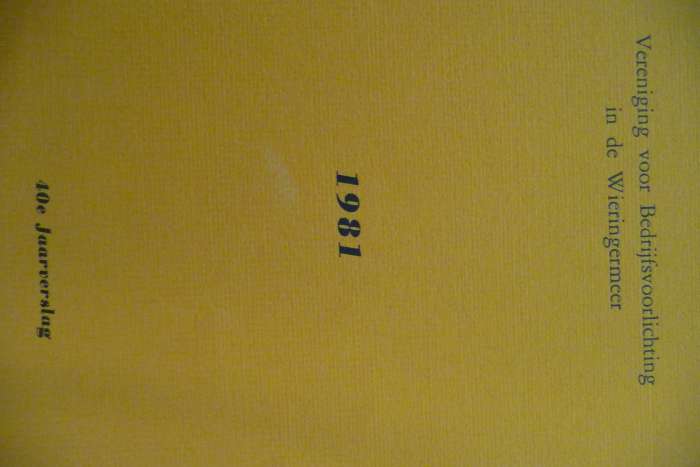 Vereniging voor Bedrijfsvoorlichting
in de Wieringermeer
1981
40e Jaarverslag